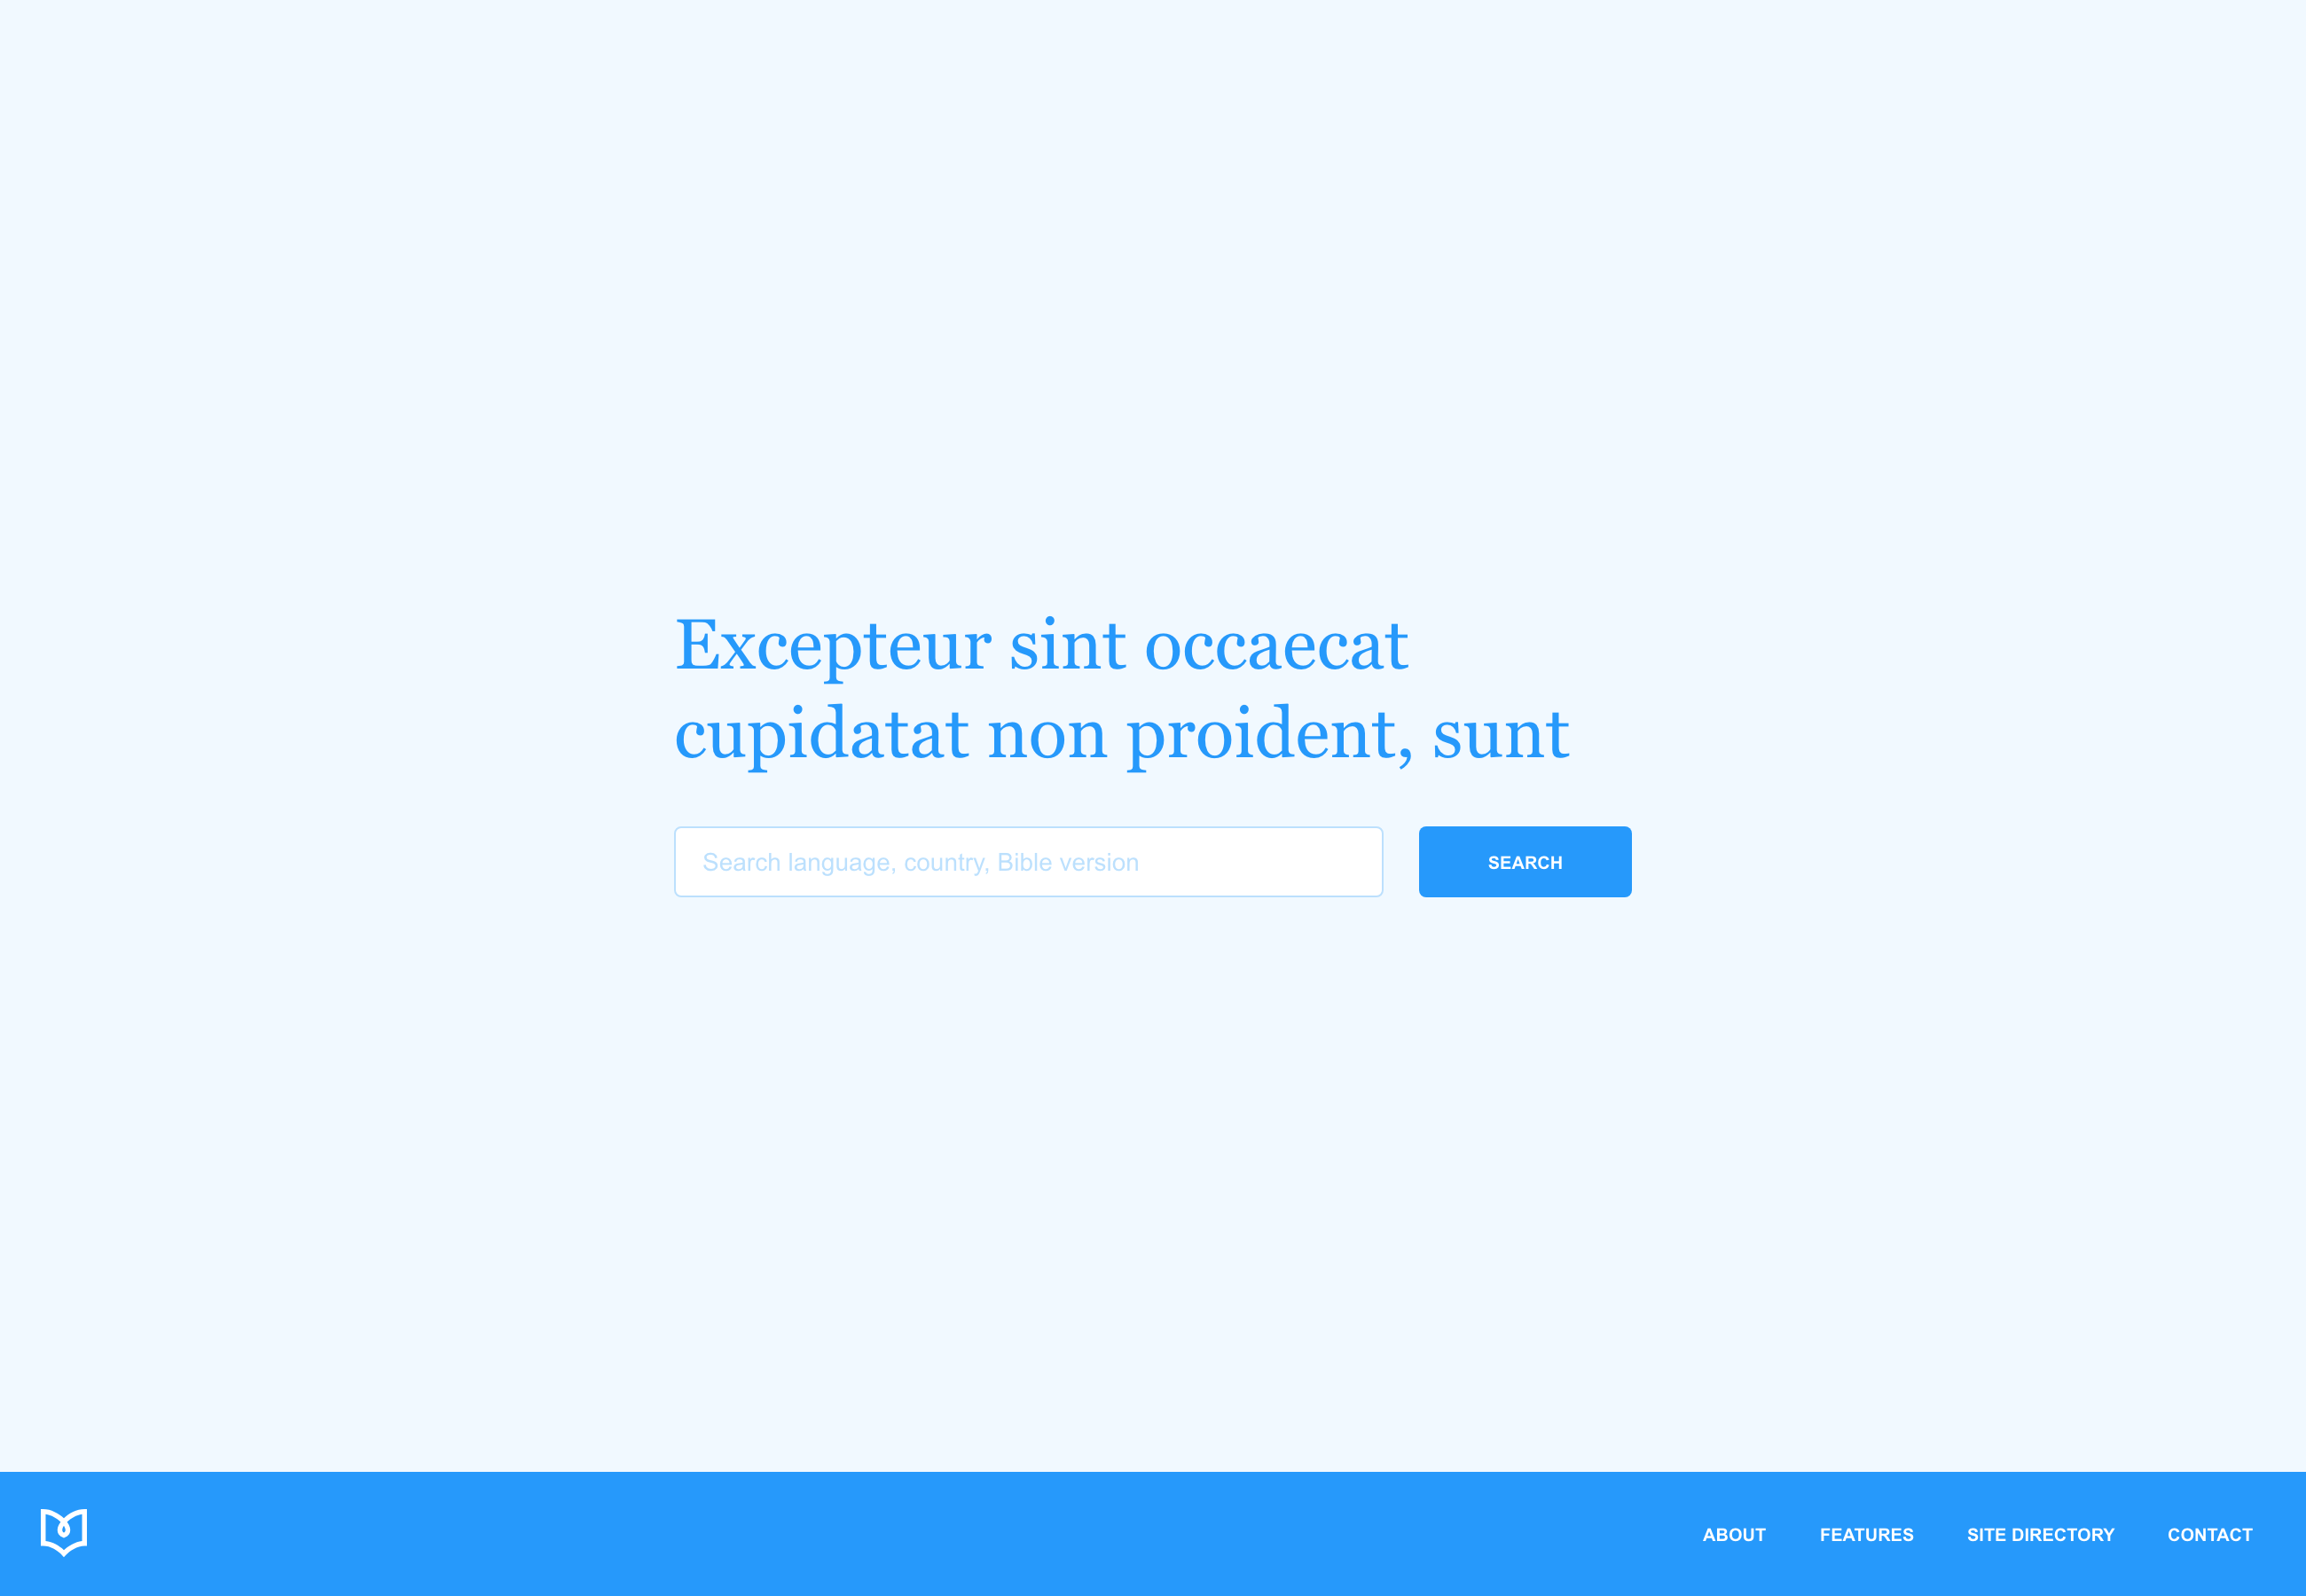 Excepteur sint occaecat
cupidatat non proident, sunt
Search language, country, Bible version
SEARCH
ABOUT
FEATURES
SITE DIRECTORY
CONTACT